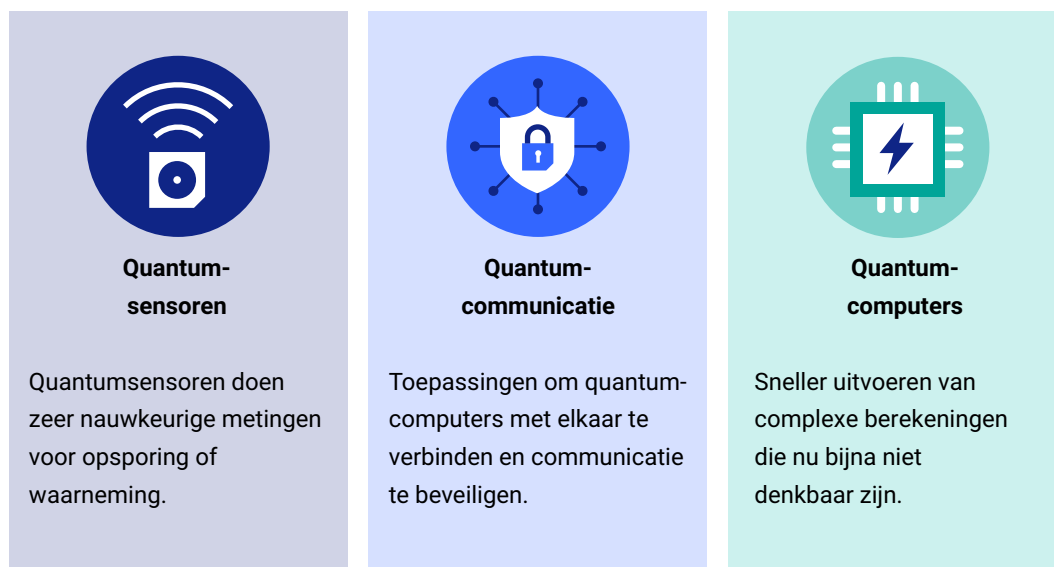 Quantum-
sensoren
Quantumsensoren doen
zeer nauwkeurige metingen
voor opsporing of
waarneming.
Quantum-
communicatie
Toepassingen om quantum-
computers met elkaar te
verbinden en communicatie
te beveiligen.
Quantum-
computers
Sneller uitvoeren van
complexe berekeningen
die nu bijna niet
denkbaar zijn.